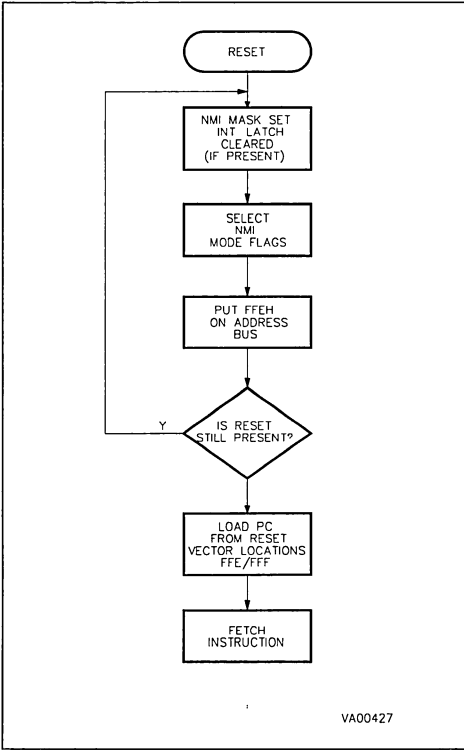 RESET
NMI MASK SET
INT LATCH
CLEARED
(IF PRESENT)
SELECT
NMI
MODE FLAGS
PUT FFEH
ON ADDRESS
BUS
Y
IS RESET
STILL PRESENT?
LOAD PC
FROM RESET
VECTOR LOCATIONS
FFE/FFF
FETCH
INSTRUCTION
VA00427